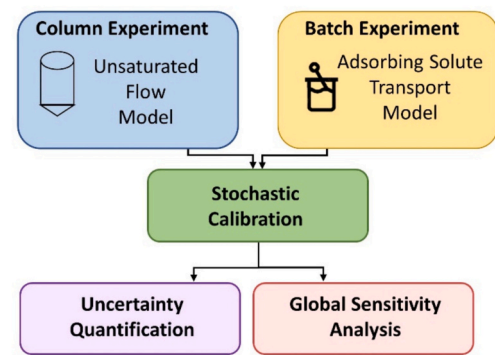 Column Experiment
Unsaturated
Flow
Model
Batch Experiment
Adsorbing Solute
Transport
Model
Stochastic
Calibration
Uncertainty
Quantification
Global Sensitivity
Analysis